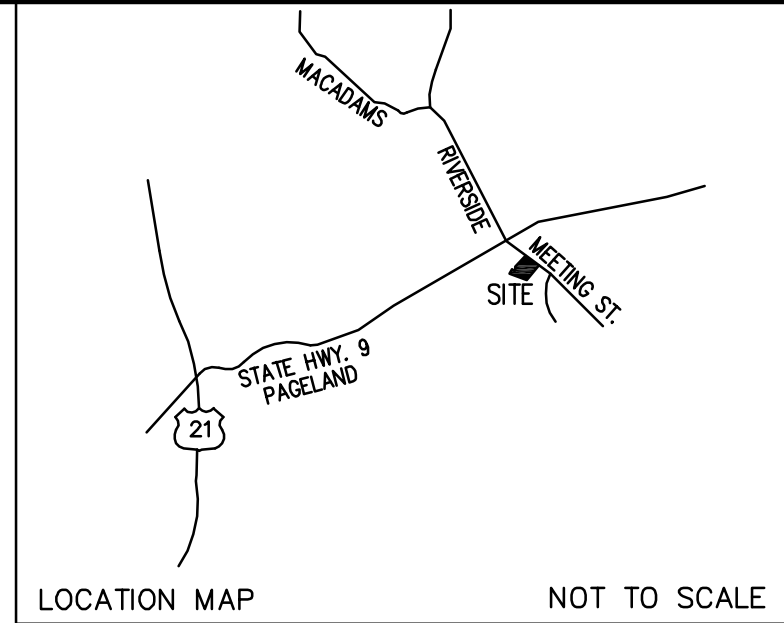 MACADAMS
RIVERSIDE
MEETING ST.
SITE
STATE HWY. 9
PAGELAND
21
LOCATION MAP
NOT TO SCALE